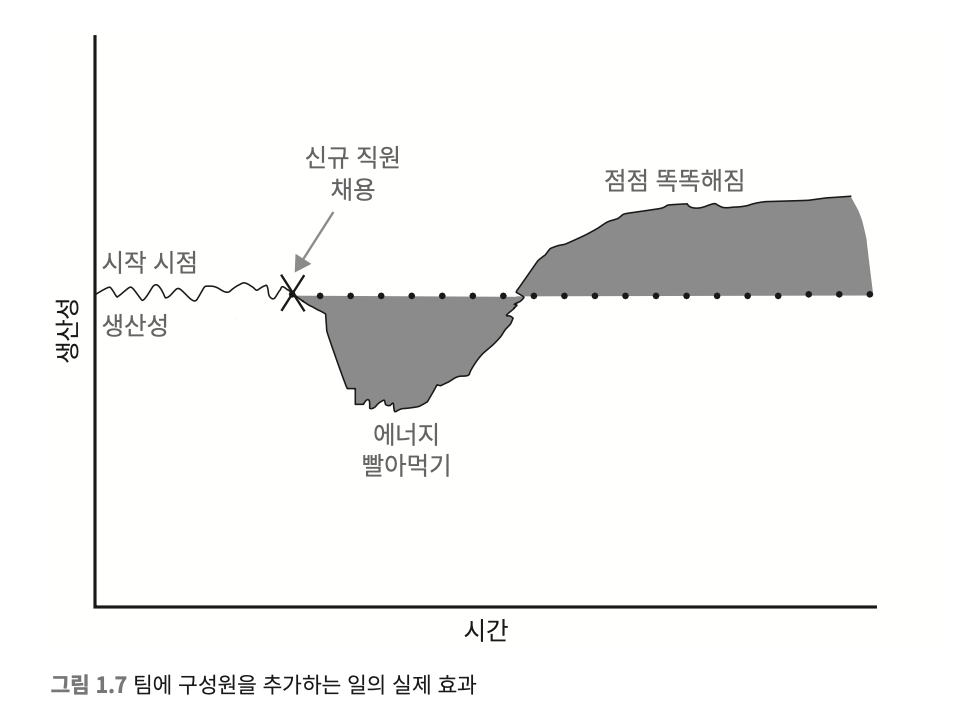 신규 직원
채용
점점 똑똑해짐
시작 시점
생산성
생산성
에너지
빨아먹기
시간
그림 1.7 팀에 구성원을 추가하는 일의 실제 효과